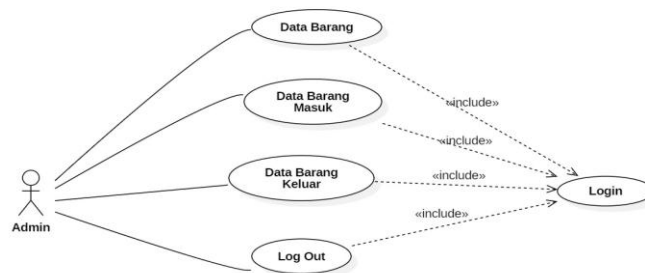 Data Barang
«include»
Data Barang
Masuk
«include»
Data Barang
Keluar
«include»
Login
Admin
«include»
Log Out